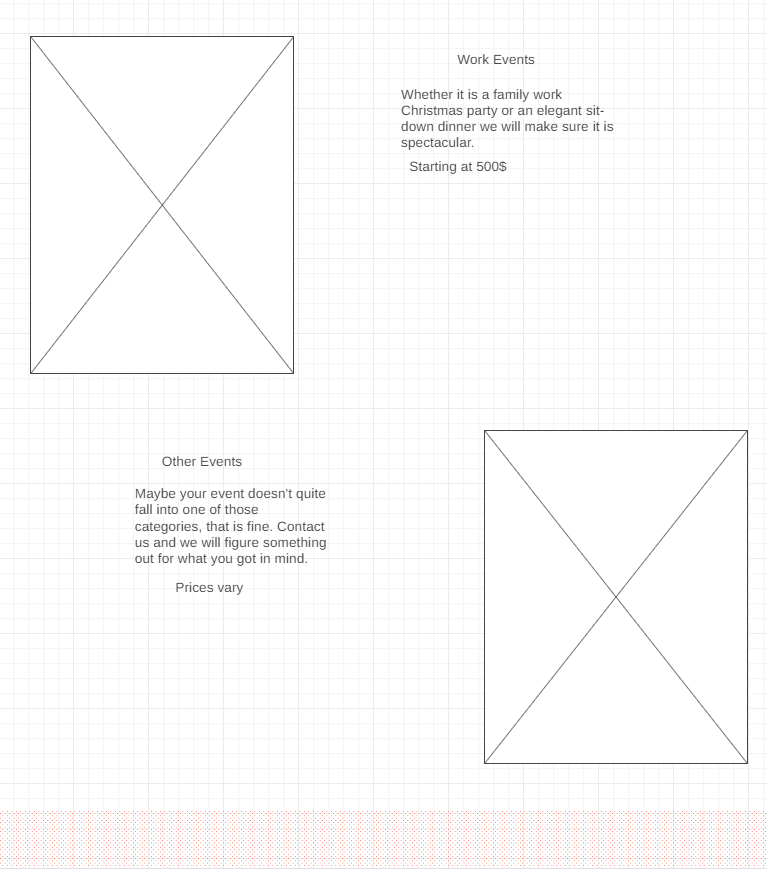 Work Events
Whether it is a family work
Christmas party or an elegant sit-
down dinner we will make sure it is
spectacular.
Starting at 500$
Other Events
Maybe your event doesn't quite
fall into one of those
categories, that is fine. Contact
us and we will figure something
out for what you got in mind.
Prices vary